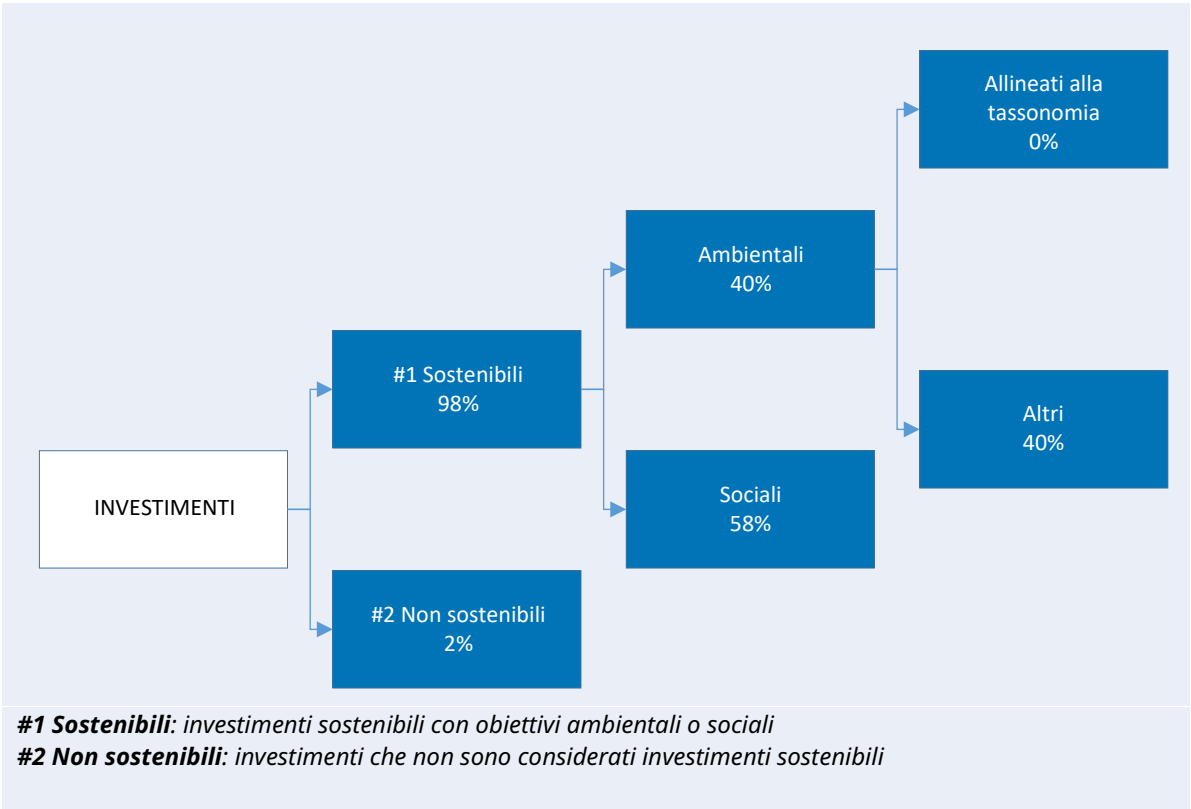 INVESTIMENTI
#1 Sostenibili
98%
#2 Non sostenibili
2%
Ambientali
40%
Sociali
58%
Allineati alla
tassonomia
0%
Altri
40%
#1 Sostenibili: investimenti sostenibili con obiettivi ambientali o sociali
#2 Non sostenibili: investimenti che non sono considerati investimenti sostenibili